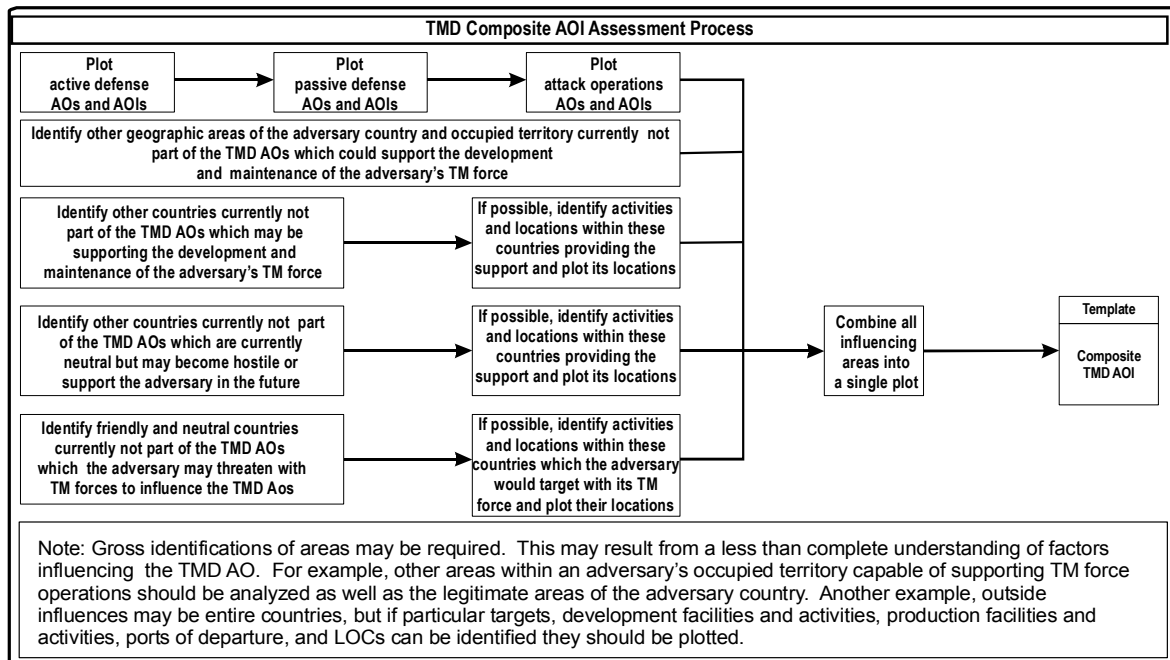 TMD Composite AOI Assessment Process
Plot
active defense
AOs and AOIs
Plot
passive defense
AOs and AOIs
Plot
attack operations
AOs and AOIs
Identify other geographic areas of the adversary country and occupied territory currently not
part of the TMD AOs which could support the development
and maintenance of the adversary's TM force
Identify other countries currently not
part of the TMD AOs which may be
supporting the development and
maintenance of the adversary's TM force
If possible, identify activities
and locations within these
countries providing the
support and plot its locations
Identify other countries currently not part
of the TMD AOs which are currently
neutral but may become hostile or
support the adversary in the future
If possible, identify activities
and locations within these
countries providing the
support and plot its locations
Combine all
influencing
areas into
a single plot
Template
Composite
TMD AOI
Identify friendly and neutral countries
currently not part of the TMD AOs
which the adversary may threaten with
TM forces to influence the TMD Aos
If possible, identify activities
and locations within these
countries which the adversary
would target with its TM
force and plot their locations
Note: Gross identifications of areas may be required. This may result from a less than complete understanding of factors
influencing the TMD AO. For example, other areas within an adversary's occupied territory capable of supporting TM force
operations should be analyzed as well as the legitimate areas of the adversary country. Another example, outside
influences may be entire countries, but if particular targets, development facilities and activities, production facilities and
activities, ports of departure, and LOCs can be identified they should be plotted.